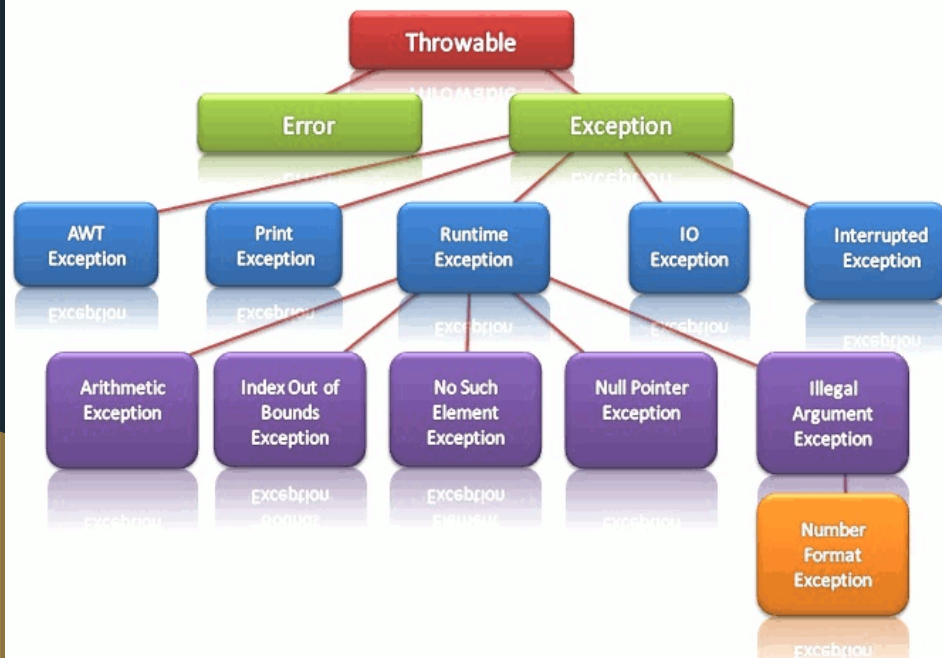 Throwable
Error
Exception
AWT
Exception
Print
Exception
Runtime
Exception
IO
Exception
Interrupted
Exception
Arithmetic
Exception
Index Out of
Bounds
Exception
No Such
Element
Exception
Null Pointer
Exception
Illegal
Argument
Exception
Number
Format
Exception